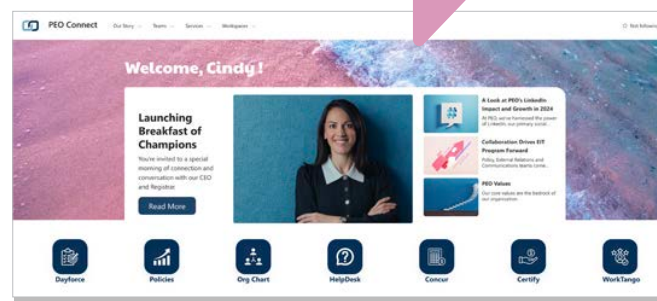 PEO Connect
Our Story
Teams
Services
Workspaces
Not following
Welcome, Cindy!
Launching
Breakfast of
Champions
You're invited to a special
morning of connection and
conversation with our CEO
and Registrar.
Read More
A Look at PEO's LinkedIn
Impact and Growth in 2024
At PEO, we've harnessed the power
of LinkedIn, our primary social...
Collaboration Drives EIT
Program Forward
Policy, External Relations and
Communications teams come...
PEO Values
Our core values are the bedrock of
our organization
Dayforce
Policies
Org Chart
HelpDesk
Concur
Certify
WorkTango